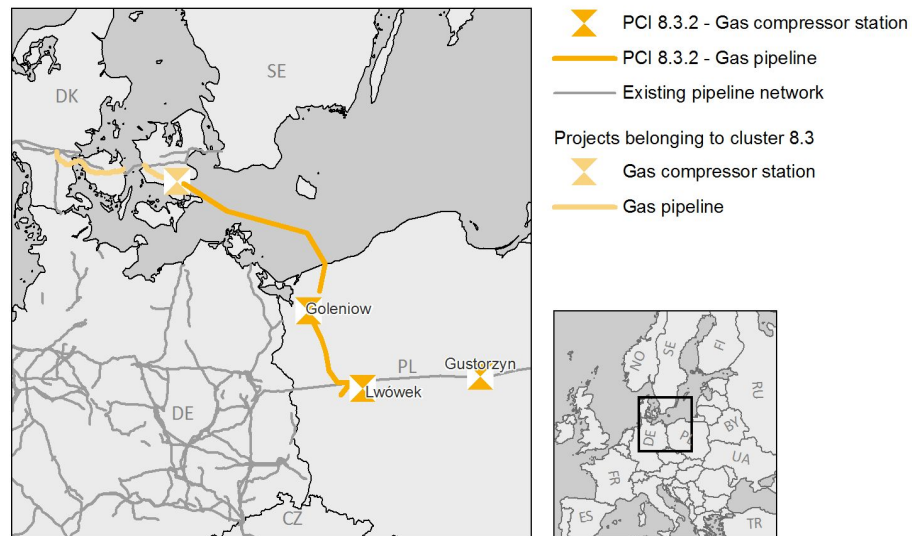 PCI 8.3.2 - Gas compressor station
PCI 8.3.2 - Gas pipeline
Existing pipeline network
Projects belonging to cluster 8.3
Gas compressor station
Gas pipeline
SE
DK
Goleniow
PL
Gustorzyn
Lwówek
DE
CZ
NO
SE
FI
RU
BY
DE
PL
UA
FR
ES
TR